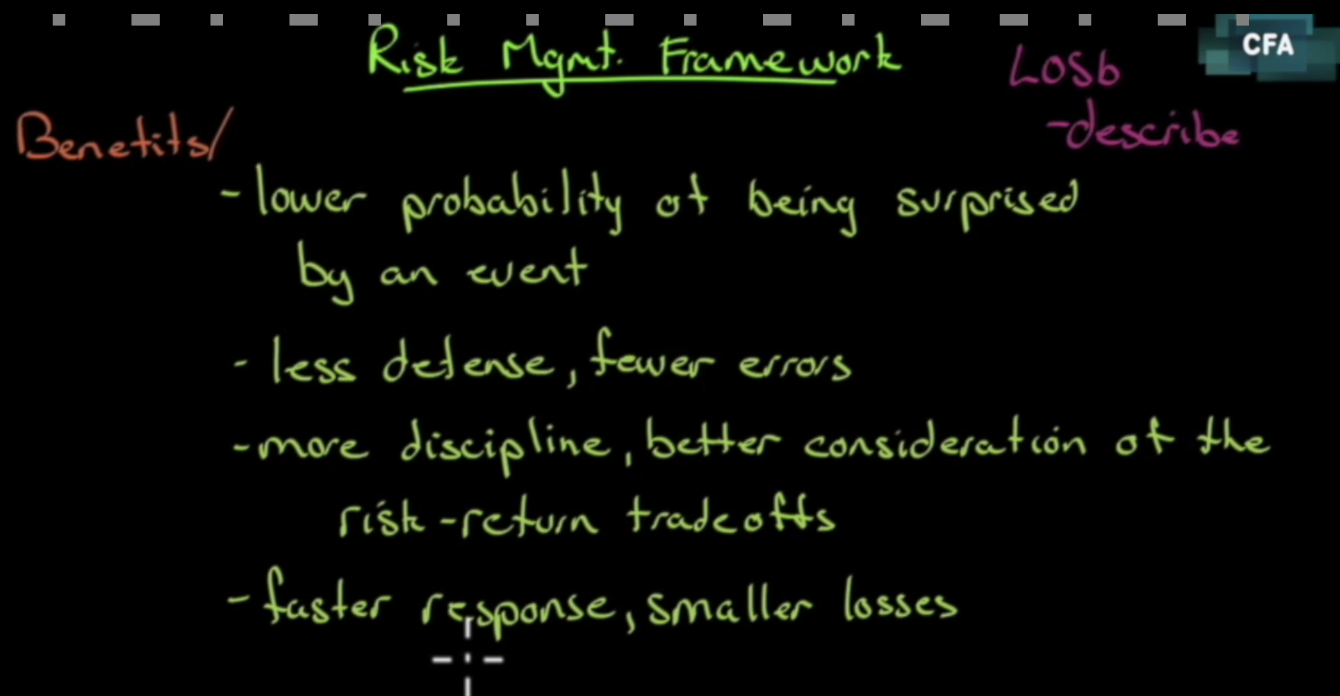 Risk Mgmt. Framework
CFA
LOSb
-describe
Benefits/
- lower probability of being surprised
by an event
- less defense, fewer errors
- more discipline, better consideration of the
risk-return tradeoffs
- faster response, smaller losses